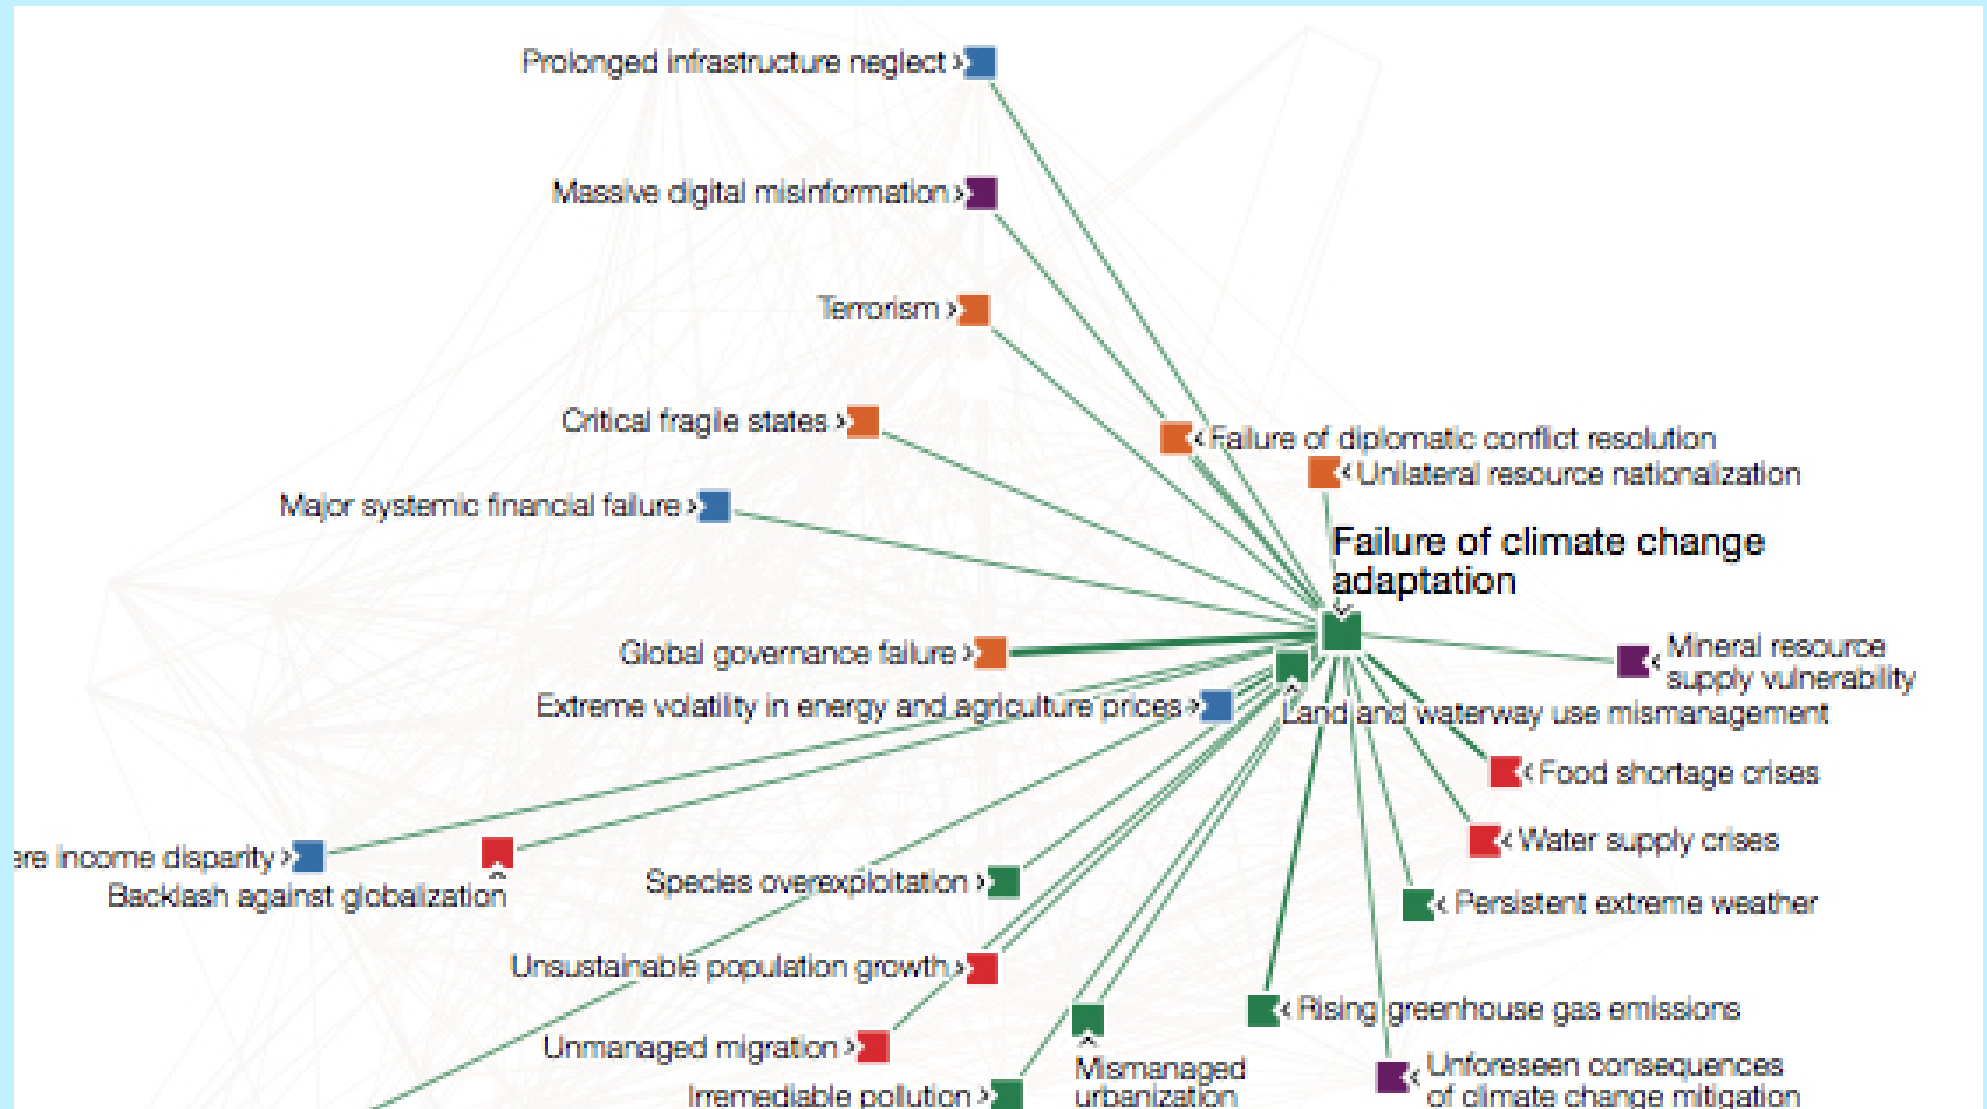 Prolonged infrastructure neglect
Massive digital misinformation
Terrorism
Critical fragile states
Failure of diplomatic conflict resolution
Unilateral resource nationalization
Major systemic financial failure
Failure of climate change
adaptation
Global governance failure
Mineral resource
supply vulnerability
Extreme volatility in energy and agriculture prices
Land and waterway use mismanagement
Food shortage crises
Water supply crises
ere income disparity
Backlash against globalization
Species overexploitation
Persistent extreme weather
Unsustainable population growth
Rising greenhouse gas emissions
Unmanaged migration
Mismanaged
urbanization
Unforeseen consequences
of climate change mitigation
Irremediable pollution